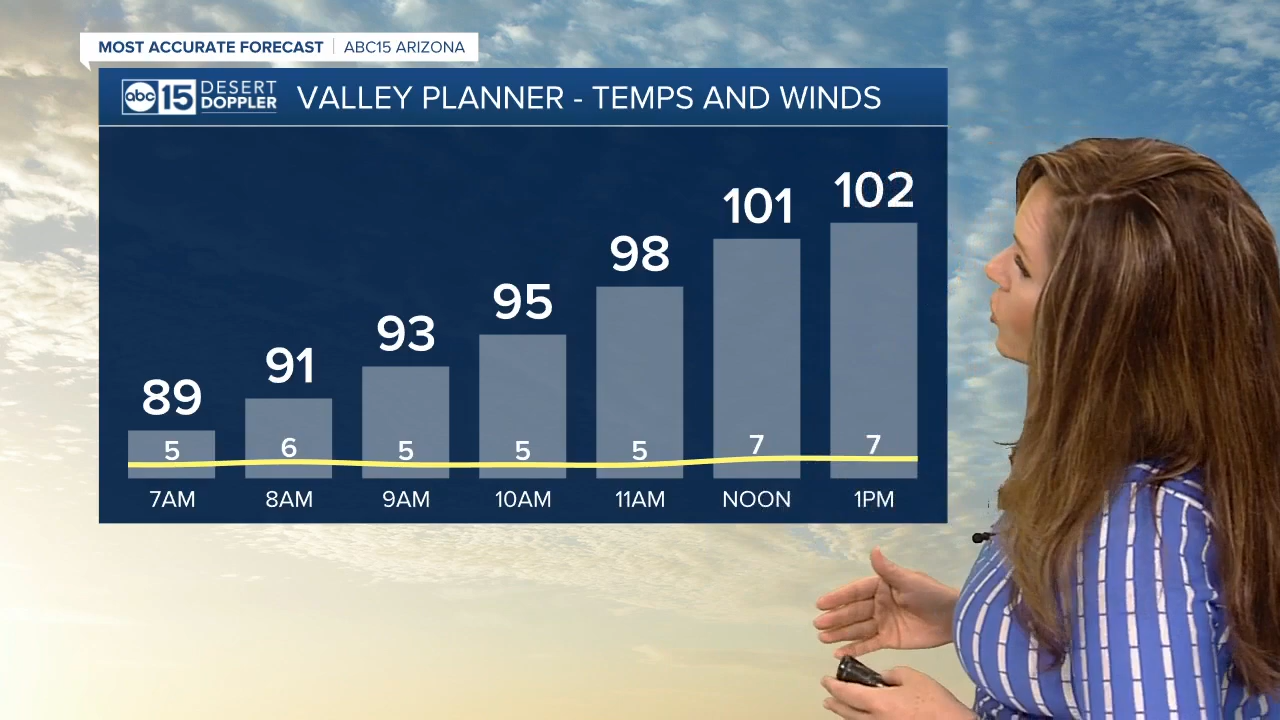 MOST ACCURATE FORECAST | ABC15 ARIZONA
abc 15 DESERT DOPPLER
VALLEY PLANNER - TEMPS AND WINDS
89 91 93 95 98 101 102
5 6 5 5 5 7 7
7AM 8AM 9AM 10AM 11AM NOON 1PM